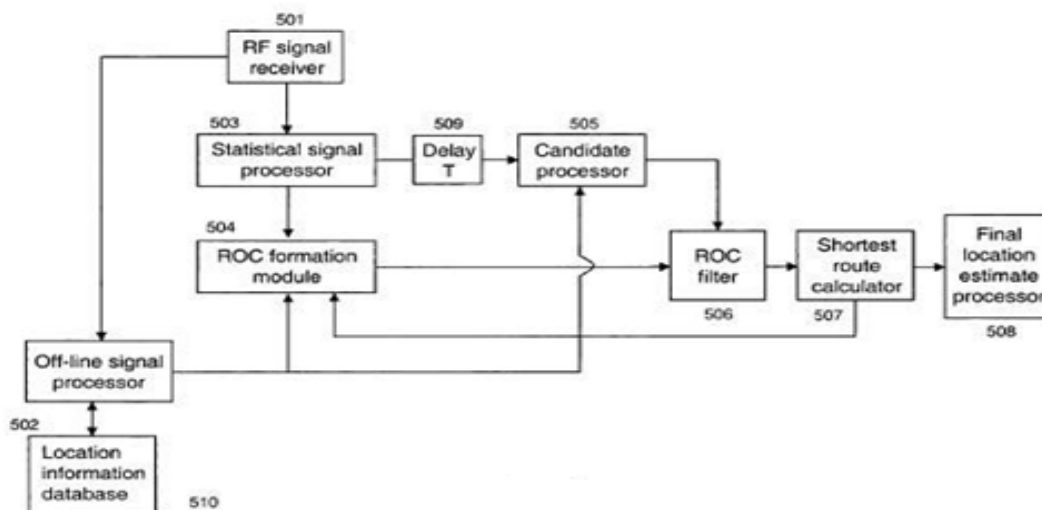 501
RF signal
receiver
503
Statistical signal
processor
509
Delay
T
505
Candidate
processor
504
ROC formation
module
ROC
filter
506
Shortest
route
calculator
507
Final
location
estimate
processor
508
Off-line signal
processor
502
Location
information
database
510